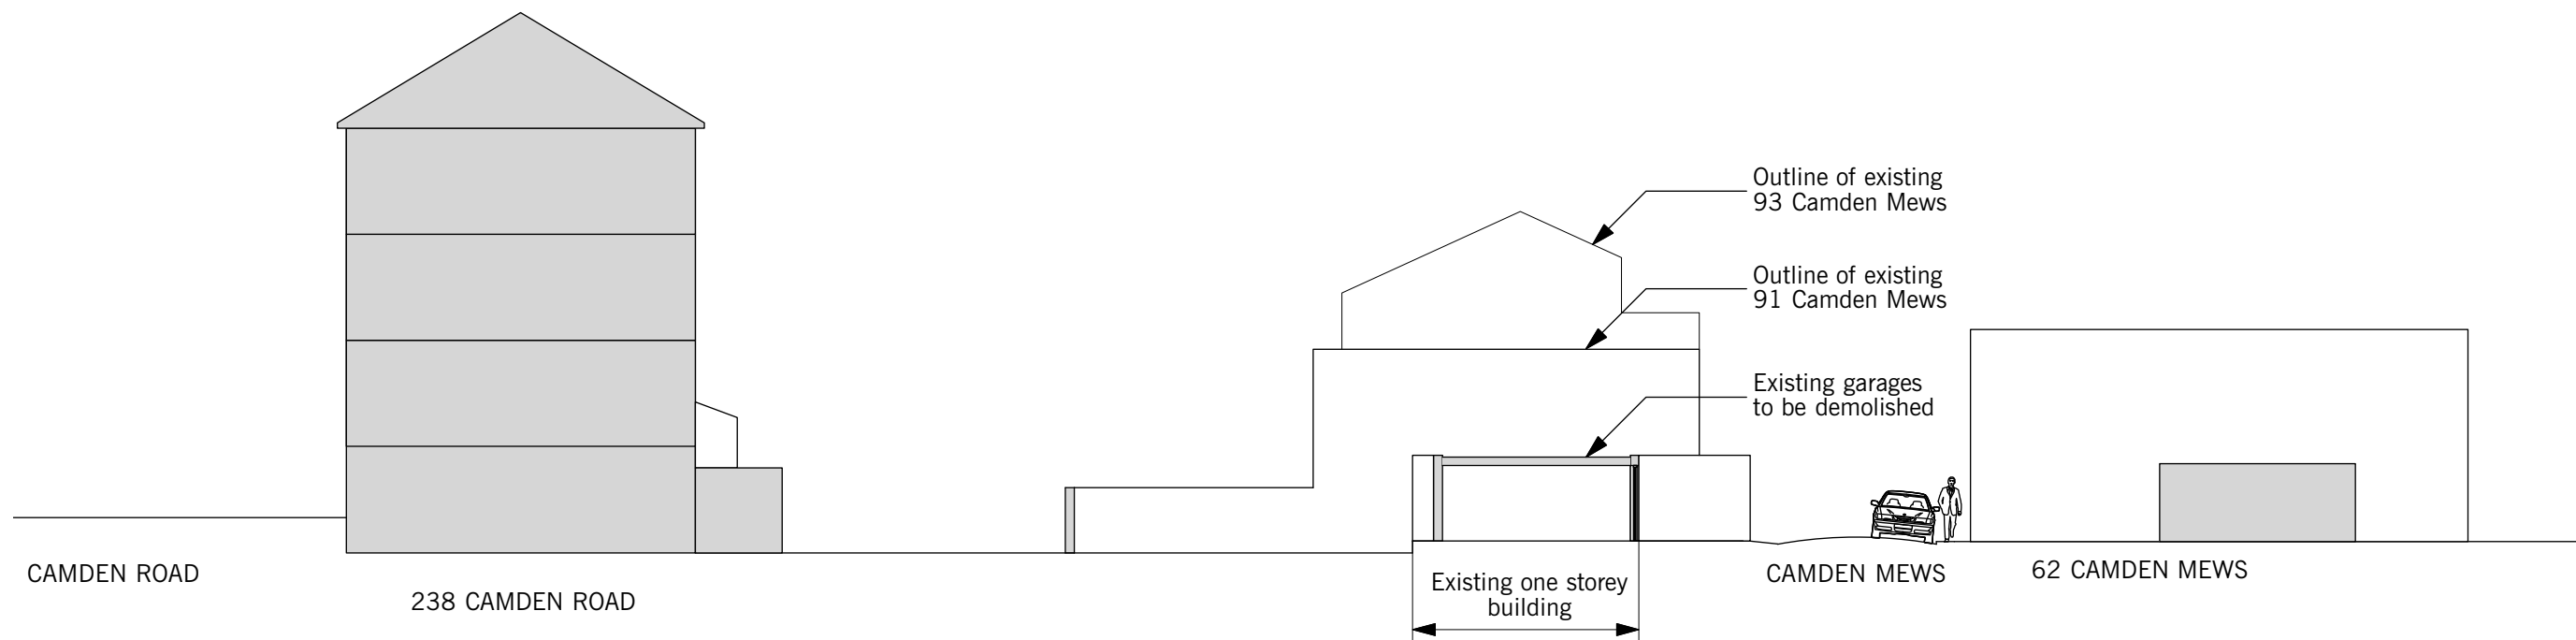 Outline of existing
93 Camden Mews
Outline of existing
91 Camden Mews
Existing garages
to be demolished
CAMDEN ROAD
238 CAMDEN ROAD
Existing one storey
building
CAMDEN MEWS
62 CAMDEN MEWS